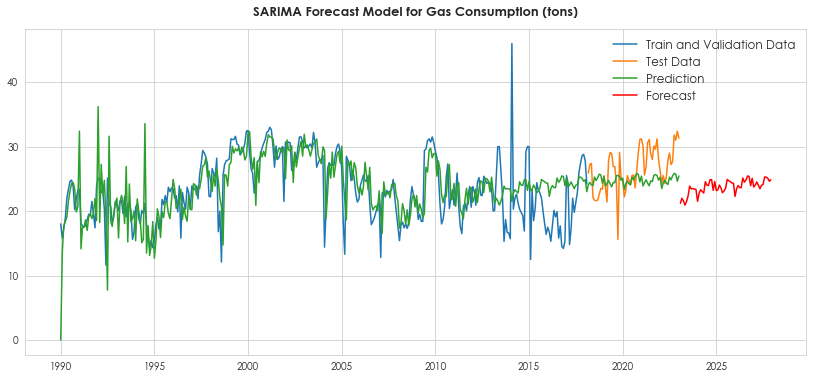 SARIMA Forecast Model for Gas Consumption (tons)
Train and Validation Data
Test Data
Prediction
Forecast
40
30
20
10
0
1990 1995 2000 2005 2010 2015 2020 2025